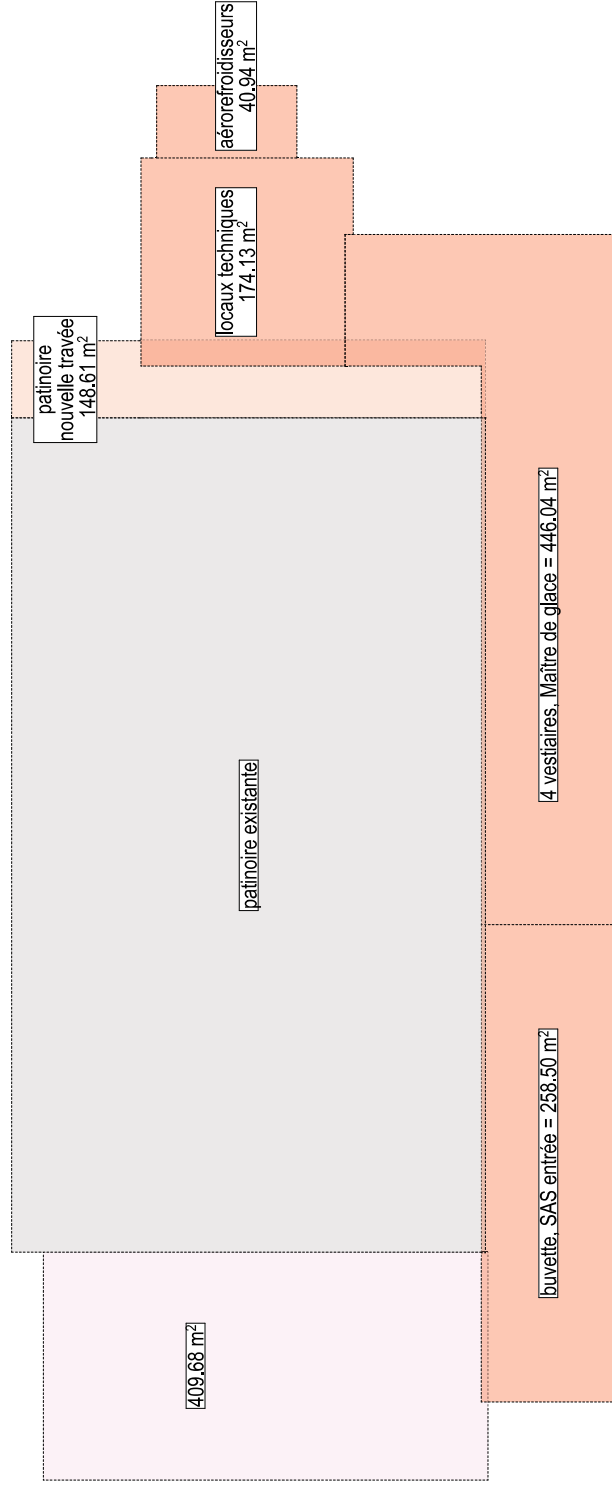 aérorefroidisseurs
40.94 m²
locaux techniques
174.13 m²
patinoire
nouvelle travée
148.61 m²
patinoire existante
4 vestiaires, Maître de glace = 446.04 m²
buvette, SAS entrée = 258.50 m²
409.68 m²